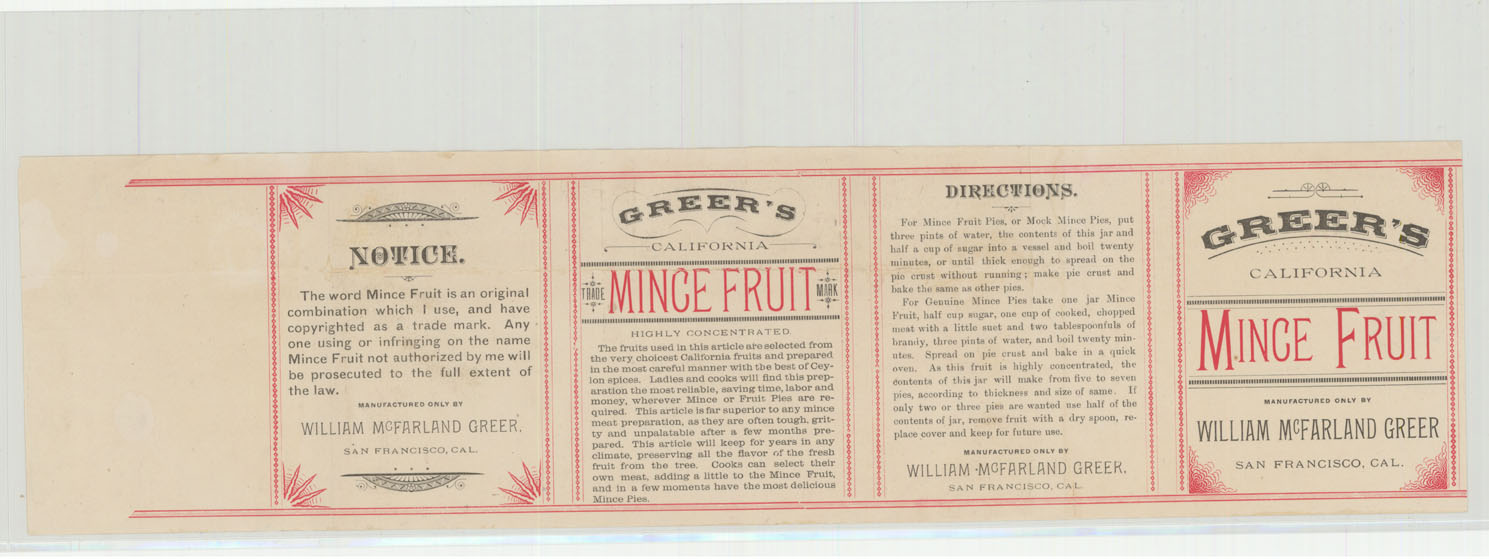 NOTICE.
The word Mince Fruit is an original
combination which I use, and have
copyrighted as a trade mark. Any
one using or infringing on the name
Mince Fruit not authorized by me will
be prosecuted to the full extent of
the law.
MANUFACTURED ONLY BY
WILLIAM McFARLAND GREER,
SAN FRANCISCO, CAL.
GREER'S
CALIFORNIA
TRADE MINCE FRUIT MARK
HIGHLY CONCENTRATED.
The fruits used in this article are selected from
the very choicest California fruits and prepared
in the most careful manner with the best of Cey-
lon spices. Ladies and cooks will find this prep-
aration the most reliable, saving time, labor and
money, wherever Mince or Fruit Pies are re-
quired. This article is far superior to any mince
meat preparation, as they are often tough, grit-
ty and unpalatable after a few months pre-
pared. This article will keep for years in any
climate, preserving all the flavor of the fresh
fruit from the tree. Cooks can select their
own meat, adding a little to the Mince Fruit,
and in a few moments have the most delicious
Mince Pies.
DIRECTIONS.
For Mince Fruit Pies, or Mock Mince Pies, put
three pints of water, the contents of this jar and
half a cup of sugar into a vessel and boil twenty
minutes, or until thick enough to spread on the
pie crust without running; make pie crust and
bake the same as other pies.
For Genuine Mince Pies take one jar Mince
Fruit, half cup sugar, one cup of cooked, chopped
meat with a little suet and two tablespoonfuls of
brandy, three pints of water, and boil twenty min-
utes. Spread on pie crust and bake in a quick
oven. As this fruit is highly concentrated, the
contents of this jar will make from five to seven
pies, according to thickness and size of same. If
only two or three pies are wanted use half of the
contents of jar, remove fruit with a dry spoon, re-
place cover and keep for future use.
MANUFACTURED ONLY BY
WILLIAM McFARLAND GREER,
SAN FRANCISCO, CAL.
GREER'S
CALIFORNIA
MINCE FRUIT
MANUFACTURED ONLY BY
WILLIAM McFARLAND GREER
SAN FRANCISCO, CAL.